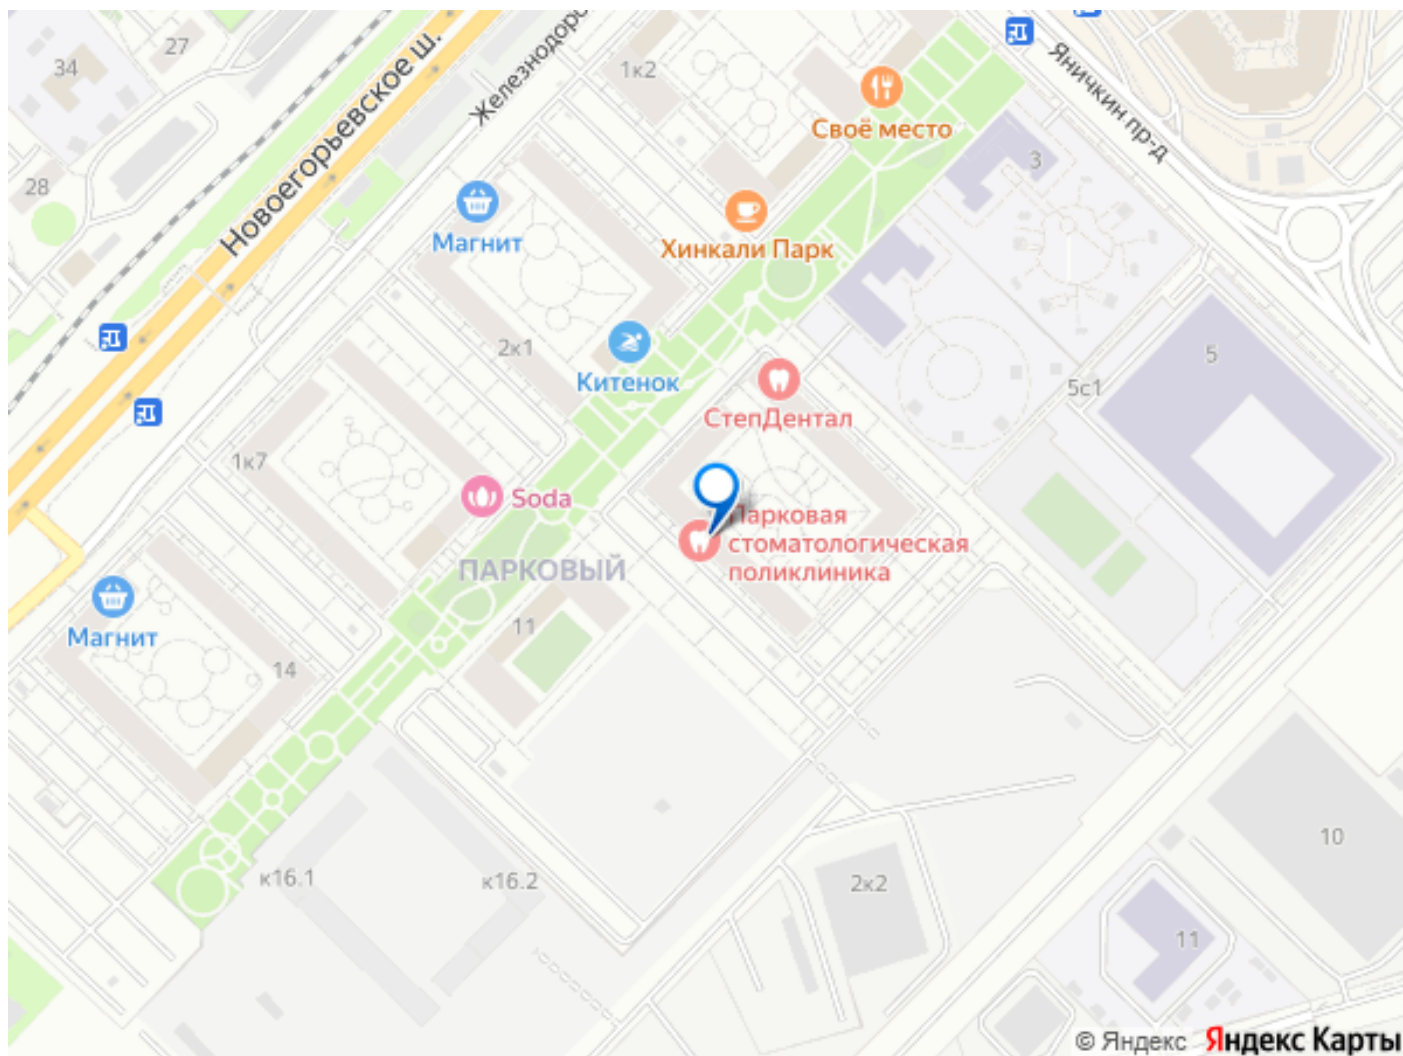 27
34
28
Новоегорьевское ш.
Железнодоро
1к2
Своё место
Яничкин пр-д
3
Магнит
Хинкали Парк
2к1
Китенок
5
5с1
СтепДентал
1к7
Soda
Парковая
стоматологическая
поликлиника
ПАРКОВЫЙ
Магнит
11
14
к16.1
к16.2
2к2
10
11
© Яндекс Яндекс Карты